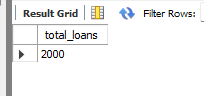 Result Grid Filter Rows:
total_loans
2000